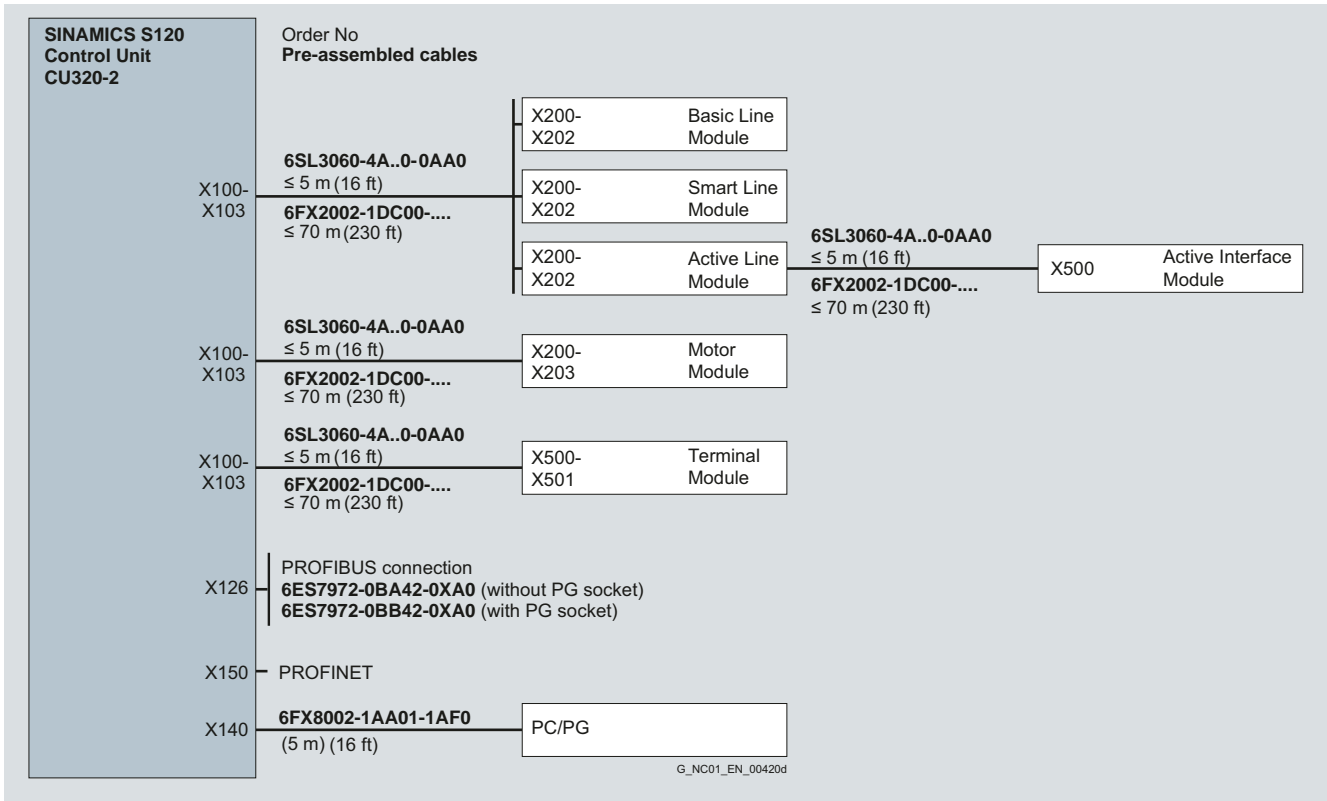 SINAMICS S120
Control Unit
CU320-2
Order No
Pre-assembled cables
X100-
X103
6SL3060-4A..0-0AA0
≤ 5 m (16 ft)
6FX2002-1DC00-....
≤ 70 m (230 ft)
X200-
X202
Basic Line
Module
X200-
X202
Smart Line
Module
X200-
X202
Active Line
Module
6SL3060-4A..0-0AA0
≤ 5 m (16 ft)
6FX2002-1DC00-....
≤ 70 m (230 ft)
X500
Active Interface
Module
X100-
X103
6SL3060-4A..0-0AA0
≤ 5 m (16 ft)
6FX2002-1DC00-....
≤ 70 m (230 ft)
X200-
X203
Motor
Module
X100-
X103
6SL3060-4A..0-0AA0
≤ 5 m (16 ft)
6FX2002-1DC00-....
≤ 70 m (230 ft)
X500-
X501
Terminal
Module
X126
PROFIBUS connection
6ES7972-0BA42-0XA0 (without PG socket)
6ES7972-0BB42-0XA0 (with PG socket)
X150
PROFINET
X140
6FX8002-1AA01-1AF0
(5 m) (16 ft)
PC/PG
G_NC01_EN_00420d